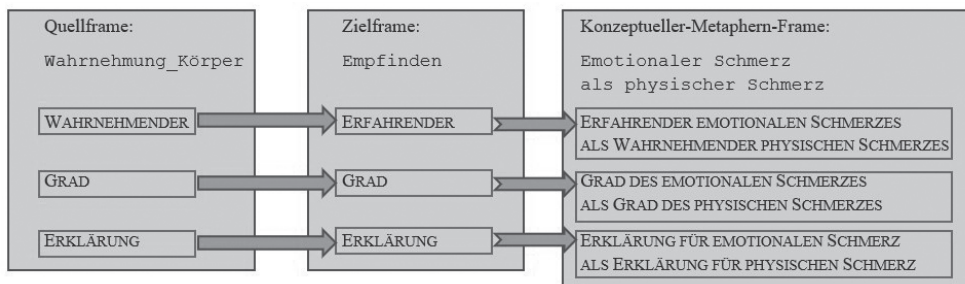 Quellframe:
Wahrnehmung_Körper
WAHRNEHMENDER
GRAD
ERKLÄRUNG
Zielframe:
Empfinden
ERFAHRENDER
GRAD
ERKLÄRUNG
Konzeptueller-Metaphern-Frame:
Emotionaler Schmerz
als physischer Schmerz
ERFAHRENDER EMOTIONALEN SCHMERZES
ALS WAHRNEHMENDER PHYSISCHEN SCHMERZES
GRAD DES EMOTIONALEN SCHMERZES
ALS GRAD DES PHYSISCHEN SCHMERZES
ERKLÄRUNG FÜR EMOTIONALEN SCHMERZ
ALS ERKLÄRUNG FÜR PHYSISCHEN SCHMERZ